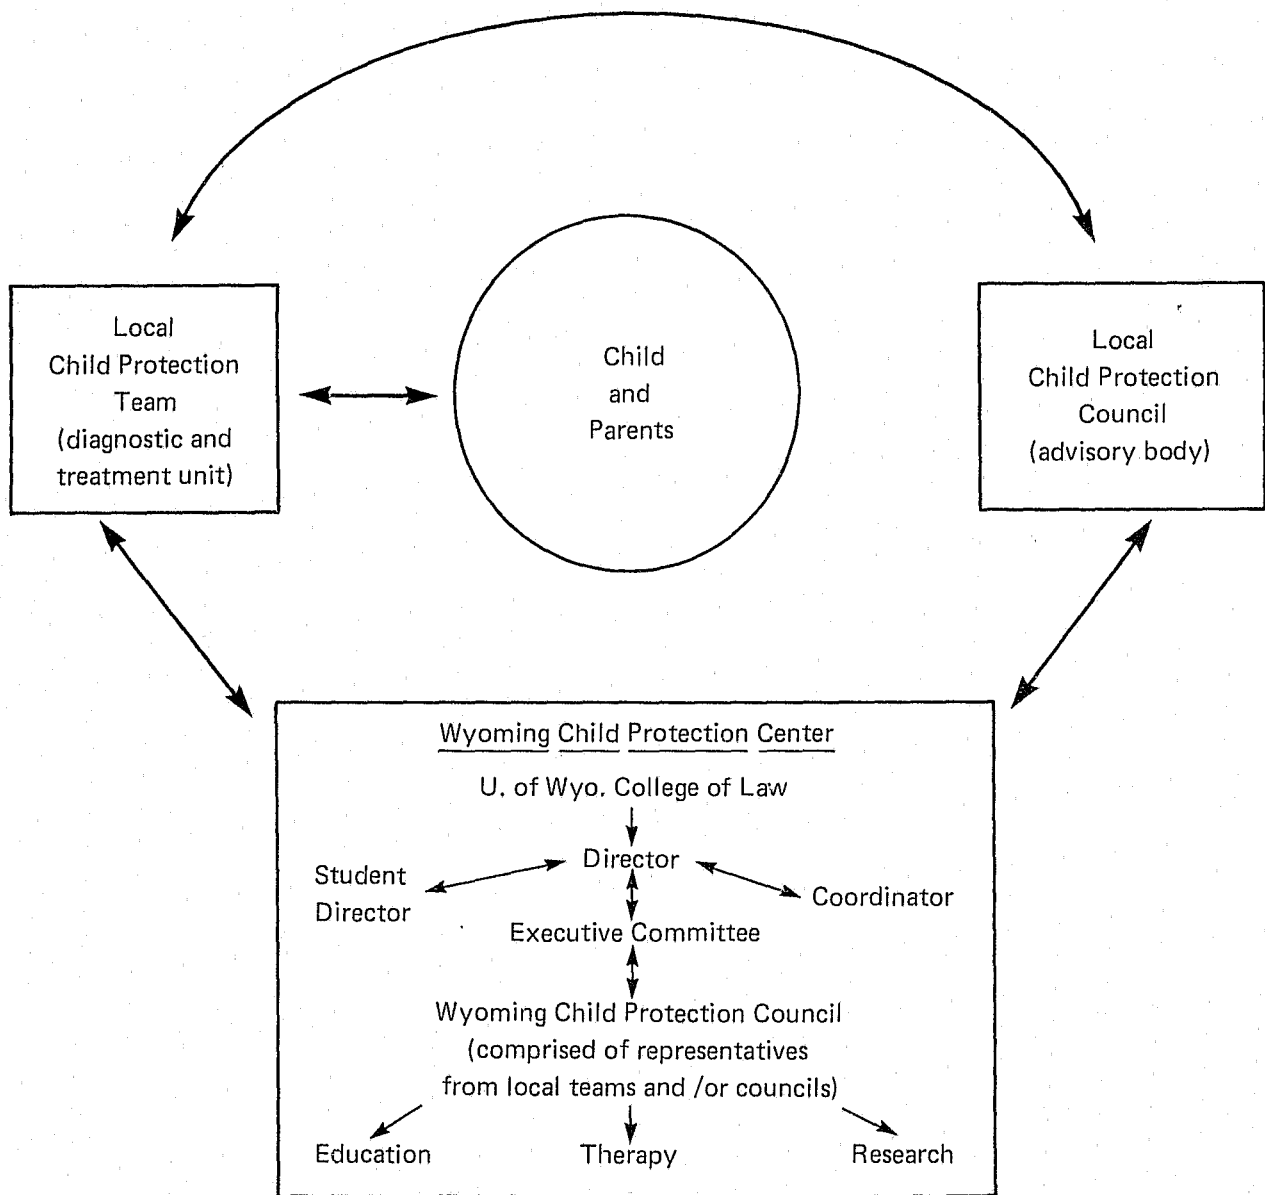 Local
Child Protection
Team
(diagnostic and
treatment unit)
Child
and
Parents
Local
Child Protection
Council
(advisory body)
Wyoming Child Protection Center
U. of Wyo. College of Law
Director
Student
Director
Coordinator
Executive Committee
Wyoming Child Protection Council
(comprised of representatives
from local teams and /or councils)
Education
Therapy
Research